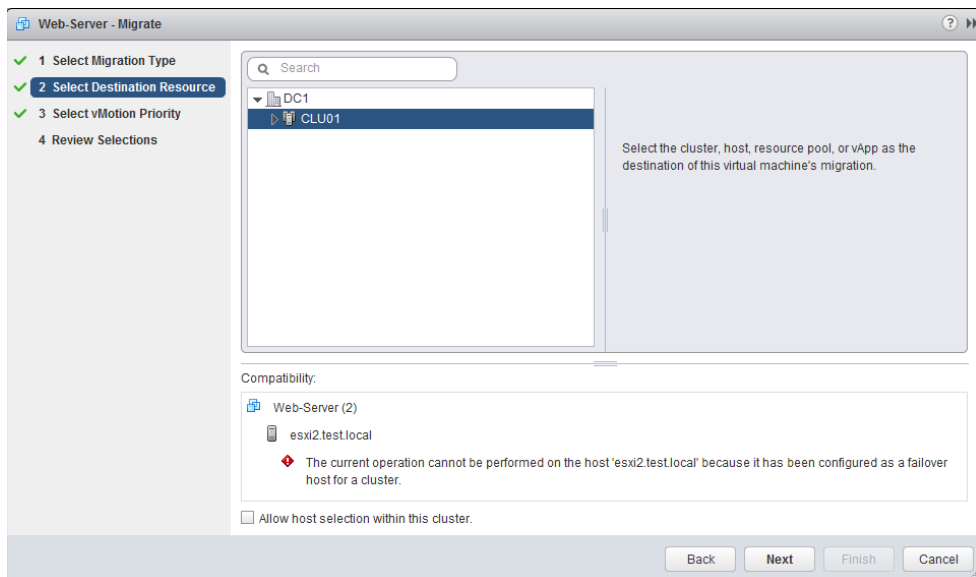 Web-Server - Migrate
1 Select Migration Type
2 Select Destination Resource
3 Select vMotion Priority
4 Review Selections
Search
DC1
CLU01
Select the cluster, host, resource pool, or vApp as the
destination of this virtual machine's migration.
Compatibility:
Web-Server (2)
esxi2.test.local
The current operation cannot be performed on the host 'esxi2.test.local' because it has been configured as a failover
host for a cluster.
Allow host selection within this cluster.
Back Next Finish Cancel